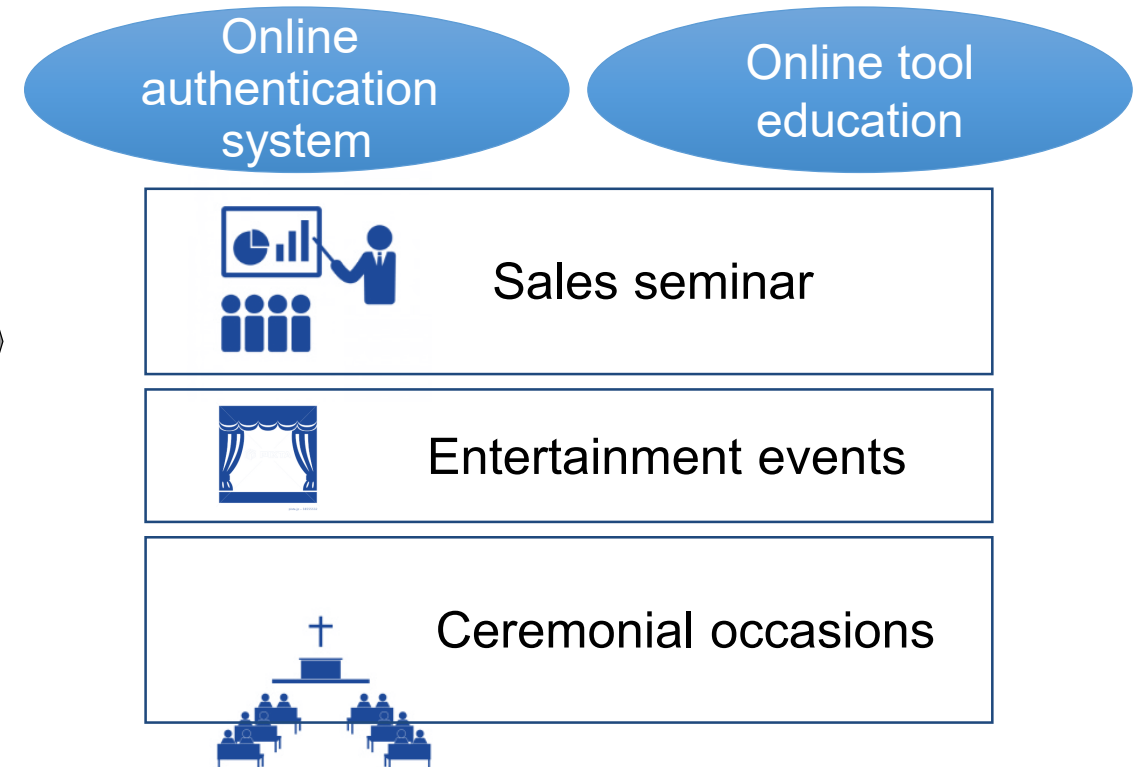 Online
authentication
system
Online tool
education
Sales seminar
Entertainment events
Ceremonial occasions